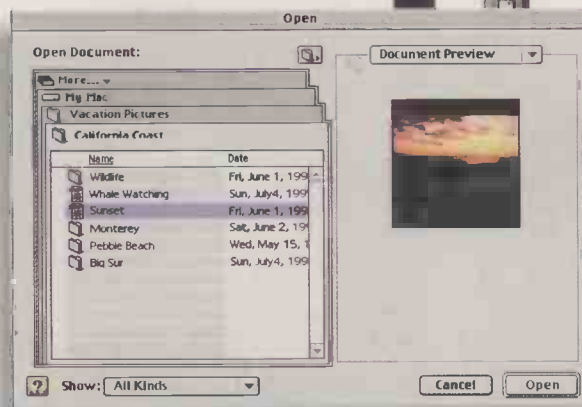 Open
Open Document:
Document Preview
More...
My Mac
Vacation Pictures
California Coast
Name Date
Wildlife Fri, June 1, 199
Whale Watching Sun, July4, 199
Sunset Fri, June 1, 199
Monterey Sat, June 2, 19
Pebble Beach Wed, May 15, 1
Big Sur Sun, July4, 199
? Show: All Kinds
Cancel Open